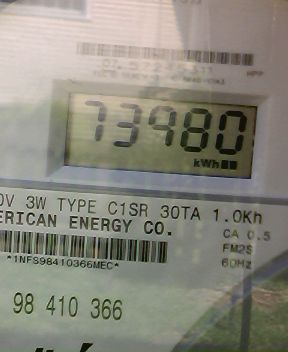 73980
kWh
0V 3W TYPE C1SR 30TA 1.0Kh
ERICAN ENERGY CO.
CA 0.5
FM2S
60Hz
*1NFS98410366MEC*
98 410 366